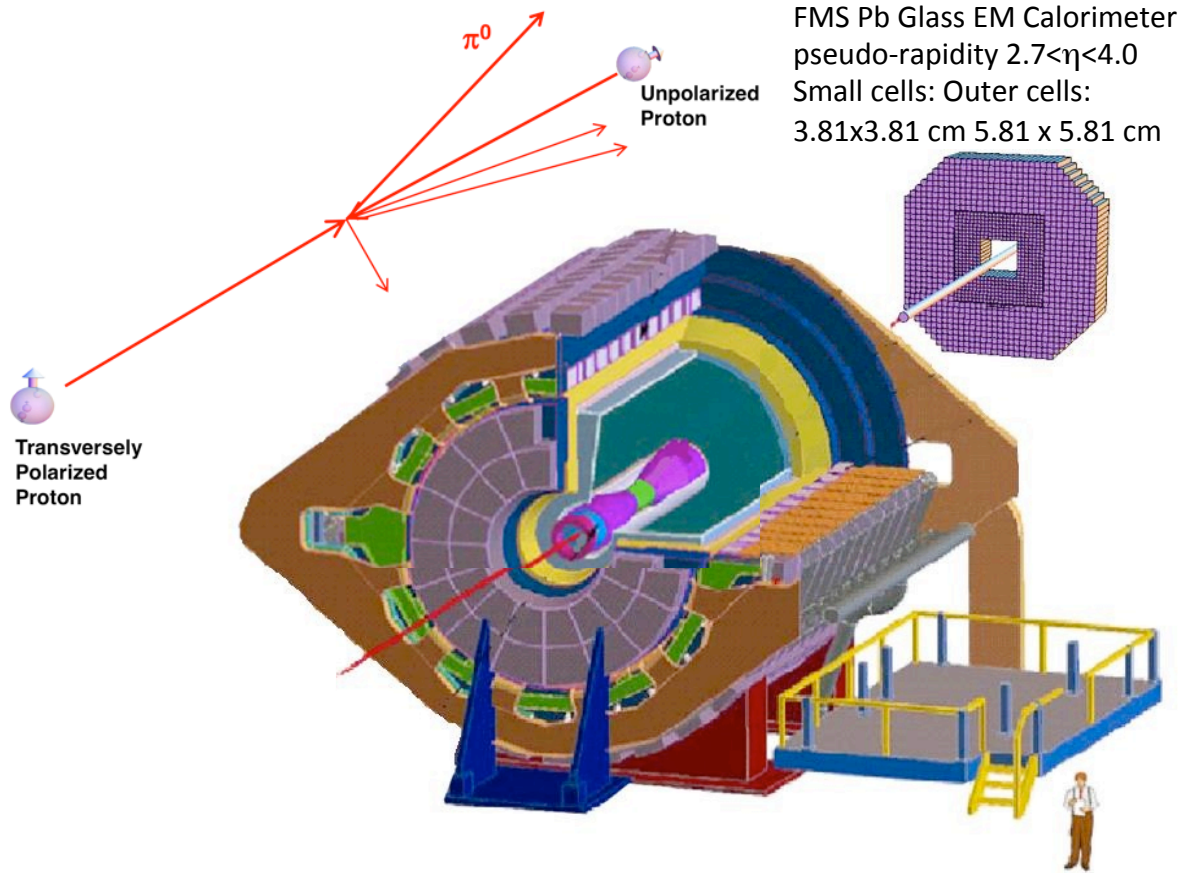 π⁰
Unpolarized
Proton
FMS Pb Glass EM Calorimeter
pseudo-rapidity 2.7<η<4.0
Small cells: Outer cells:
3.81x3.81 cm 5.81 x 5.81 cm
Transversely
Polarized
Proton